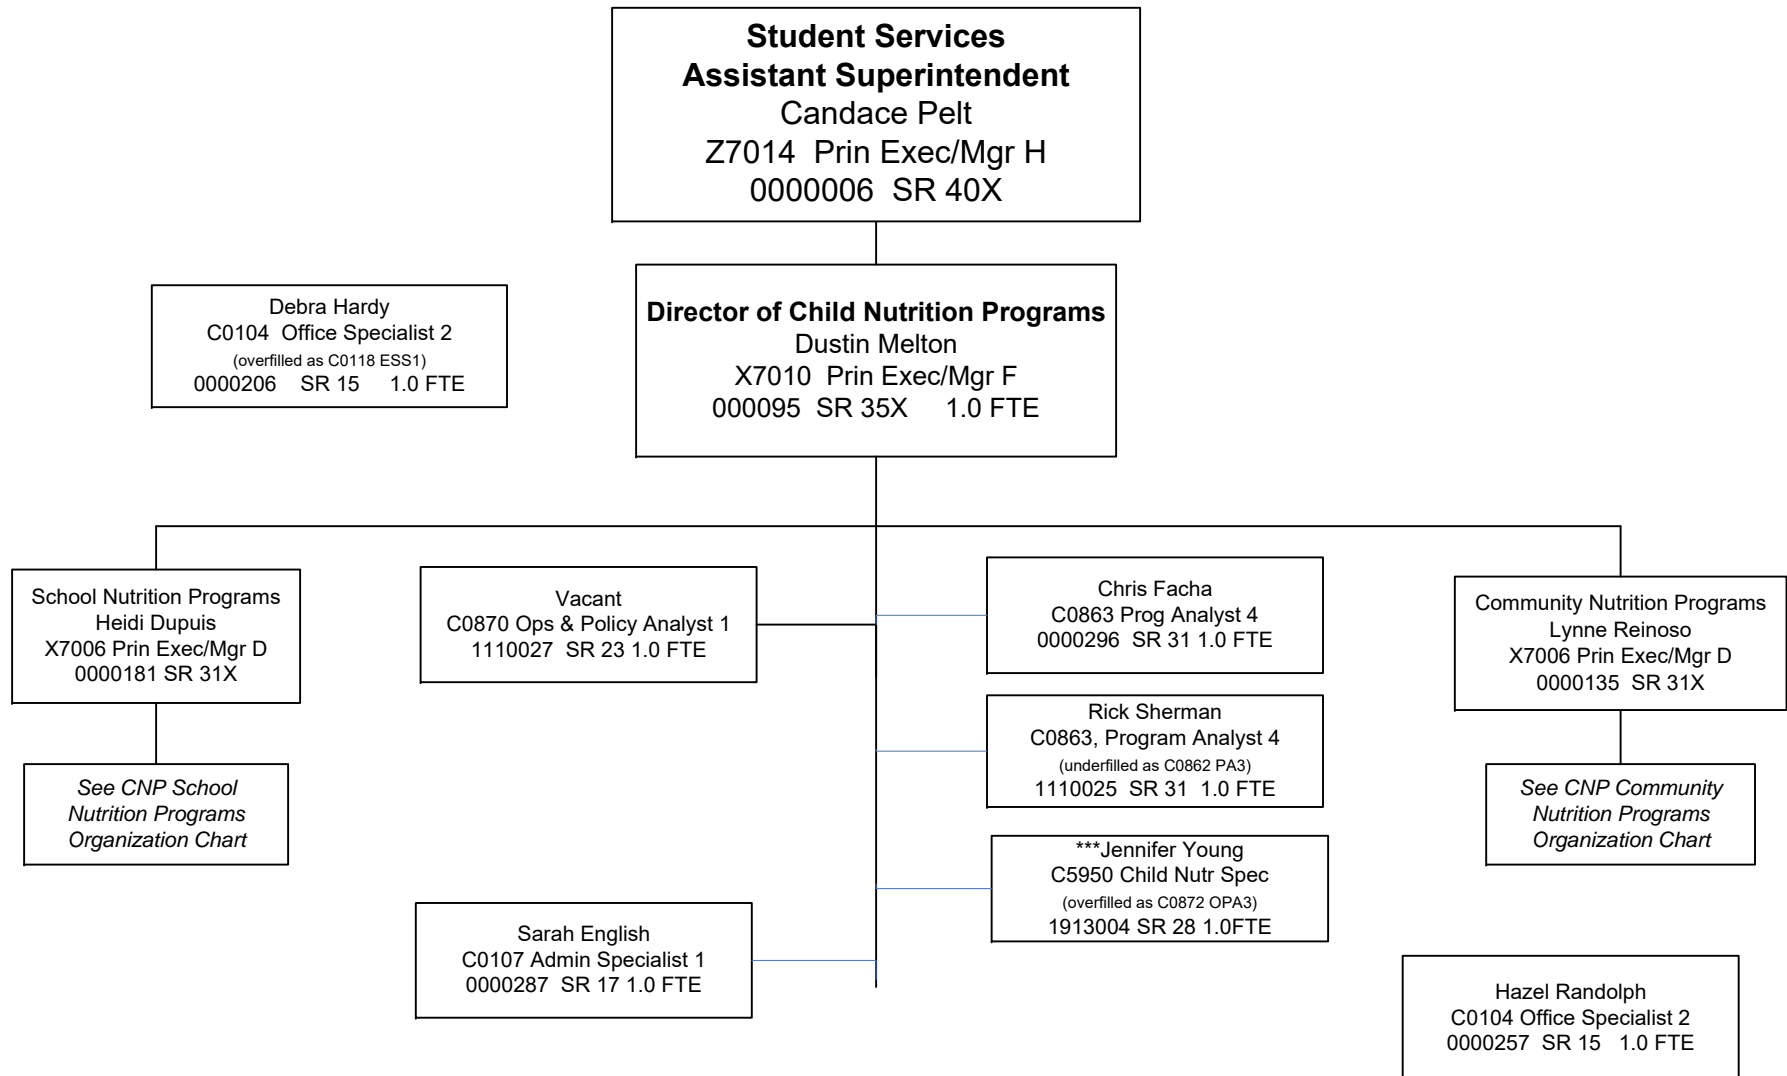 Student Services
Assistant Superintendent
Candace Pelt
Z7014 Prin Exec/Mgr H
0000006 SR 40X
Debra Hardy
C0104 Office Specialist 2
(overfilled as C0118 ESS1)
0000206 SR 15 1.0 FTE
Director of Child Nutrition Programs
Dustin Melton
X7010 Prin Exec/Mgr F
000095 SR 35X 1.0 FTE
School Nutrition Programs
Heidi Dupuis
X7006 Prin Exec/Mgr D
0000181 SR 31X
See CNP School
Nutrition Programs
Organization Chart
Vacant
C0870 Ops & Policy Analyst 1
1110027 SR 23 1.0 FTE
Sarah English
C0107 Admin Specialist 1
0000287 SR 17 1.0 FTE
Chris Facha
C0863 Prog Analyst 4
0000296 SR 31 1.0 FTE
Rick Sherman
C0863, Program Analyst 4
(underfilled as C0862 PA3)
1110025 SR 31 1.0 FTE
***Jennifer Young
C5950 Child Nutr Spec
(overfilled as C0872 OPA3)
1913004 SR 28 1.0FTE
Community Nutrition Programs
Lynne Reinoso
X7006 Prin Exec/Mgr D
0000135 SR 31X
See CNP Community
Nutrition Programs
Organization Chart
Hazel Randolph
C0104 Office Specialist 2
0000257 SR 15 1.0 FTE